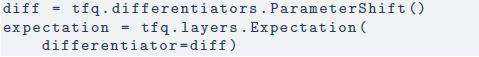 diff = tfq.differentiators.ParameterShift()
expectation = tfq.layers.Expectation(
    differentiator=diff)